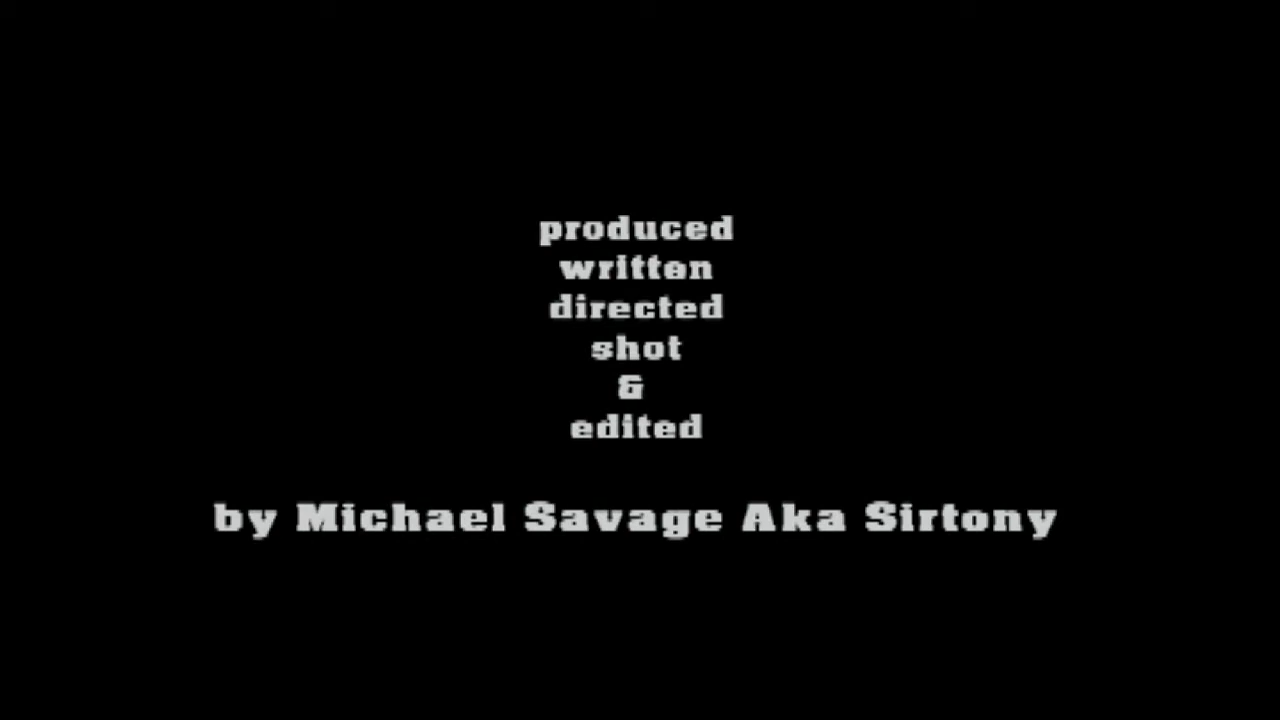 produced
written
directed
shot
&
edited
by Michael Savage Aka Sirtony